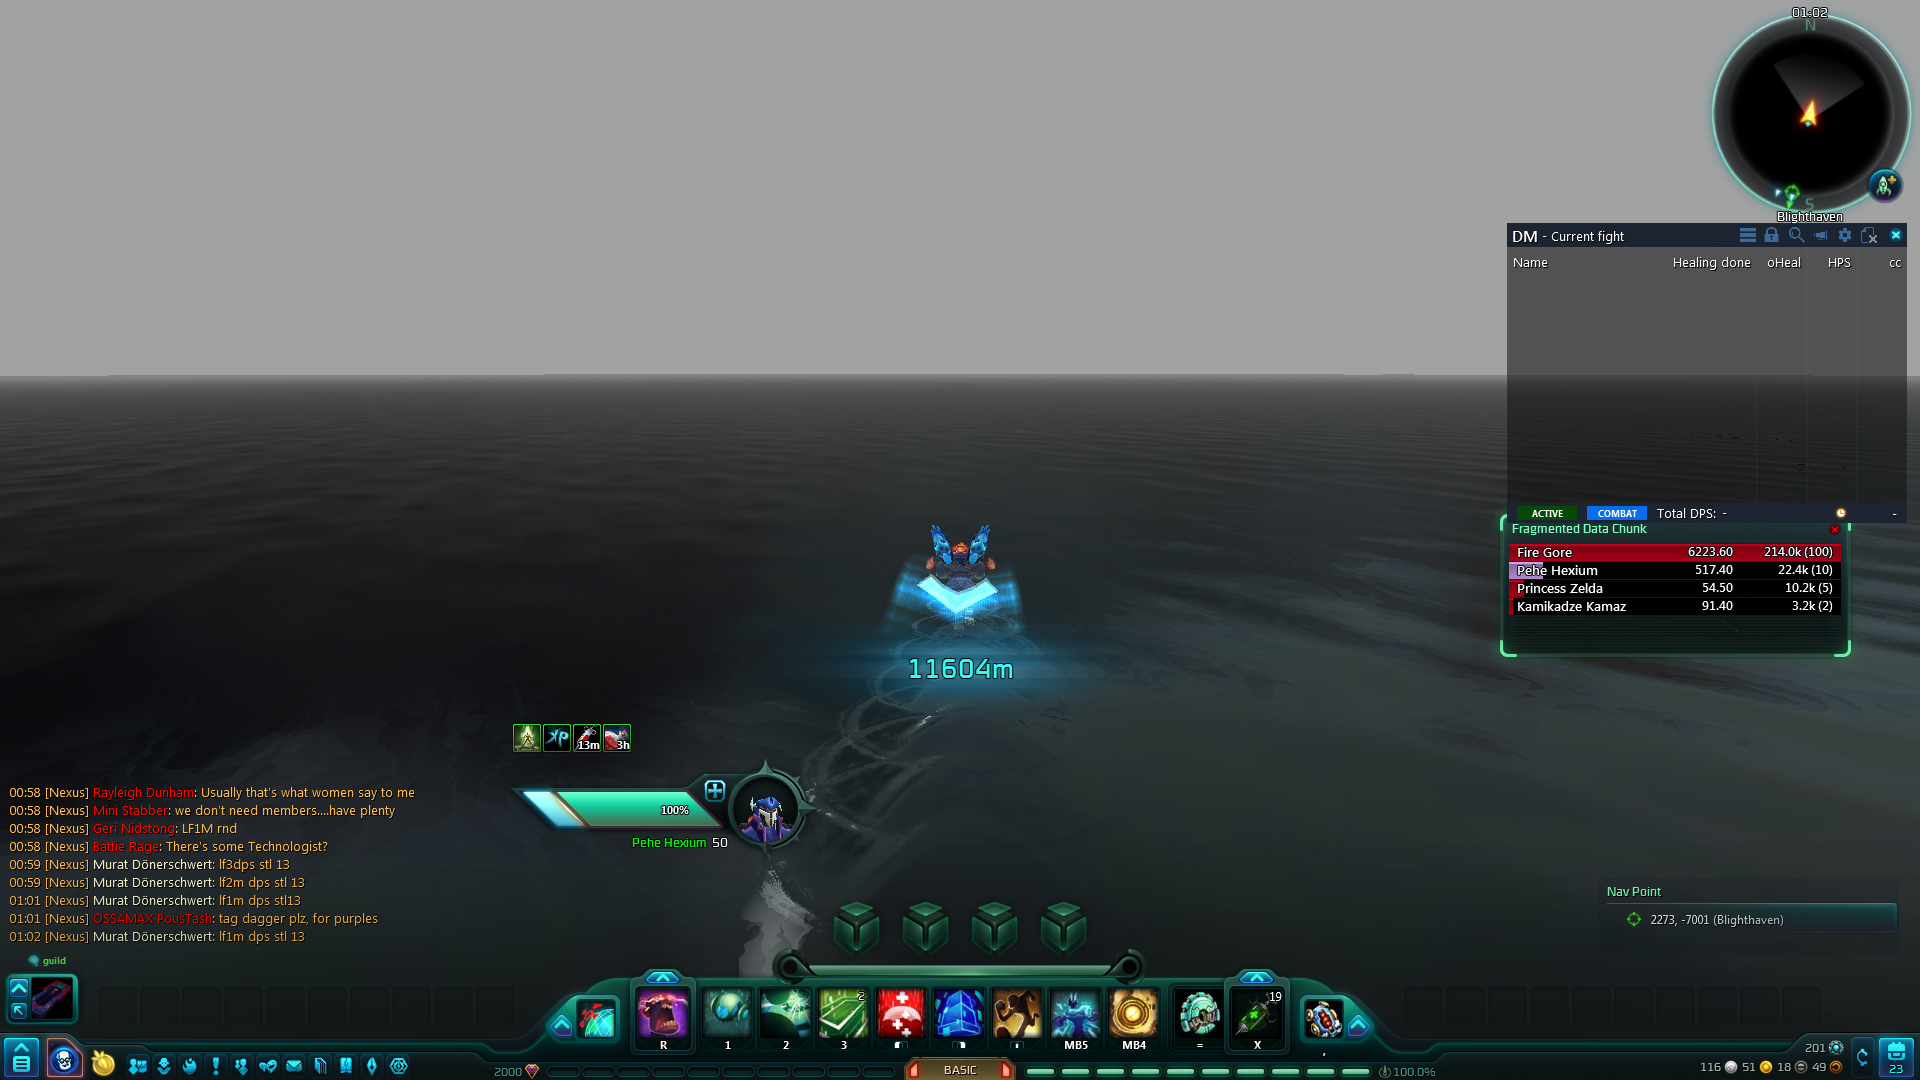 01:02
N
S
Blighthaven
DM - Current fight
Name Healing done oHeal HPS cc
ACTIVE COMBAT Total DPS: - -
Fragmented Data Chunk
Fire Gore 6223.60 214.0k (100)
Pehe Hexium 517.40 22.4k (10)
Princess Zelda 54.50 10.2k (5)
Kamikadze Kamaz 91.40 3.2k (2)
11604m
XP 13m 3h
100%
Pehe Hexium 50
00:58 [Nexus] Rayleigh Dunham: Usually that's what women say to me
00:58 [Nexus] Mini Stabber: we don't need members....have plenty
00:58 [Nexus] Geri Nidstong: LF1M rnd
00:58 [Nexus] Battie Rage: There's some Technologist?
00:59 [Nexus] Murat Dönerschwert: lf3dps stl 13
00:59 [Nexus] Murat Dönerschwert: lf2m dps stl 13
01:01 [Nexus] Murat Dönerschwert: lf1m dps stl13
01:01 [Nexus] OSSAMAX PousTash: tag dagger plz, for purples
01:02 [Nexus] Murat Dönerschwert: lf1m dps stl 13
guild
Nav Point
2273, -7001 (Blighthaven)
2 19
R 1 2 3 MB5 MB4 = X ,
2000 BASIC 100.0%
201
116 51 18 49
23